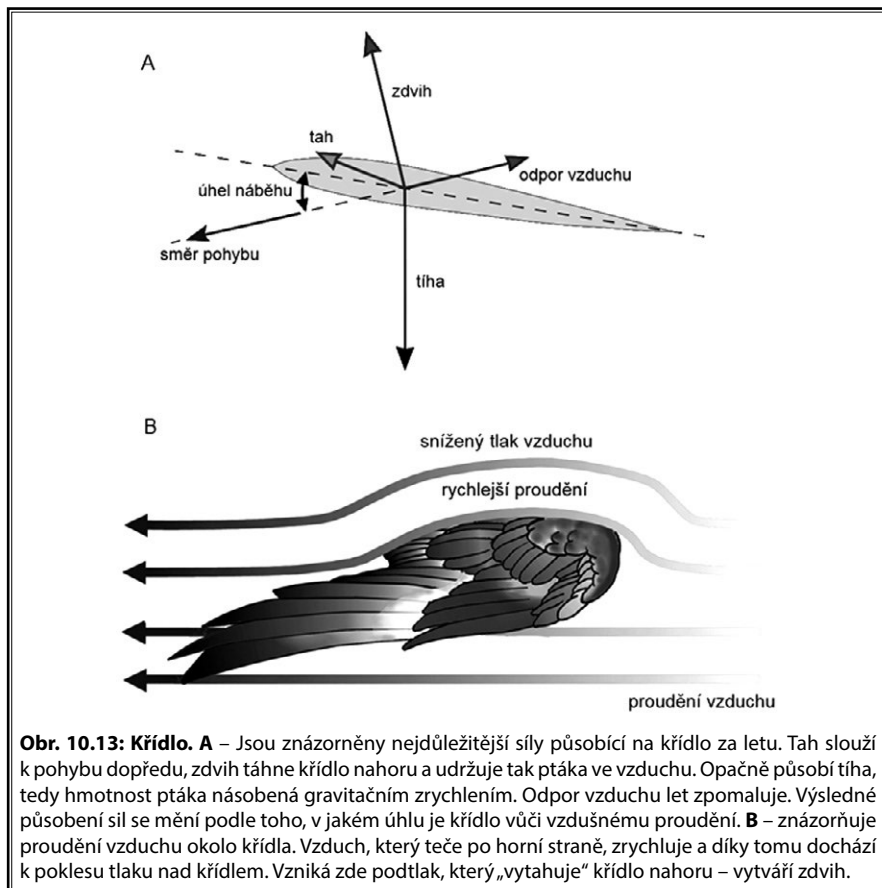 A
zdvih
tah
odpor vzduchu
úhel náběhu
směr pohybu
tíha
B
snížený tlak vzduchu
rychlejší proudění
proudění vzduchu
Obr. 10.13: Křídlo. A – Jsou znázorněny nejdůležitější síly působící na křídlo za letu. Tah slouží
k pohybu dopředu, zdvih táhne křídlo nahoru a udržuje tak ptáka ve vzduchu. Opačně působí tíha,
tedy hmotnost ptáka násobená gravitačním zrychlením. Odpor vzduchu let zpomaluje. Výsledné
působení sil se mění podle toho, v jakém úhlu je křídlo vůči vzdušnému proudění. B – znázorňuje
proudění vzduchu okolo křídla. Vzduch, který teče po horní straně, zrychluje a díky tomu dochází
k poklesu tlaku nad křídlem. Vzniká zde podtlak, který „vytahuje“ křídlo nahoru – vytváří zdvih.